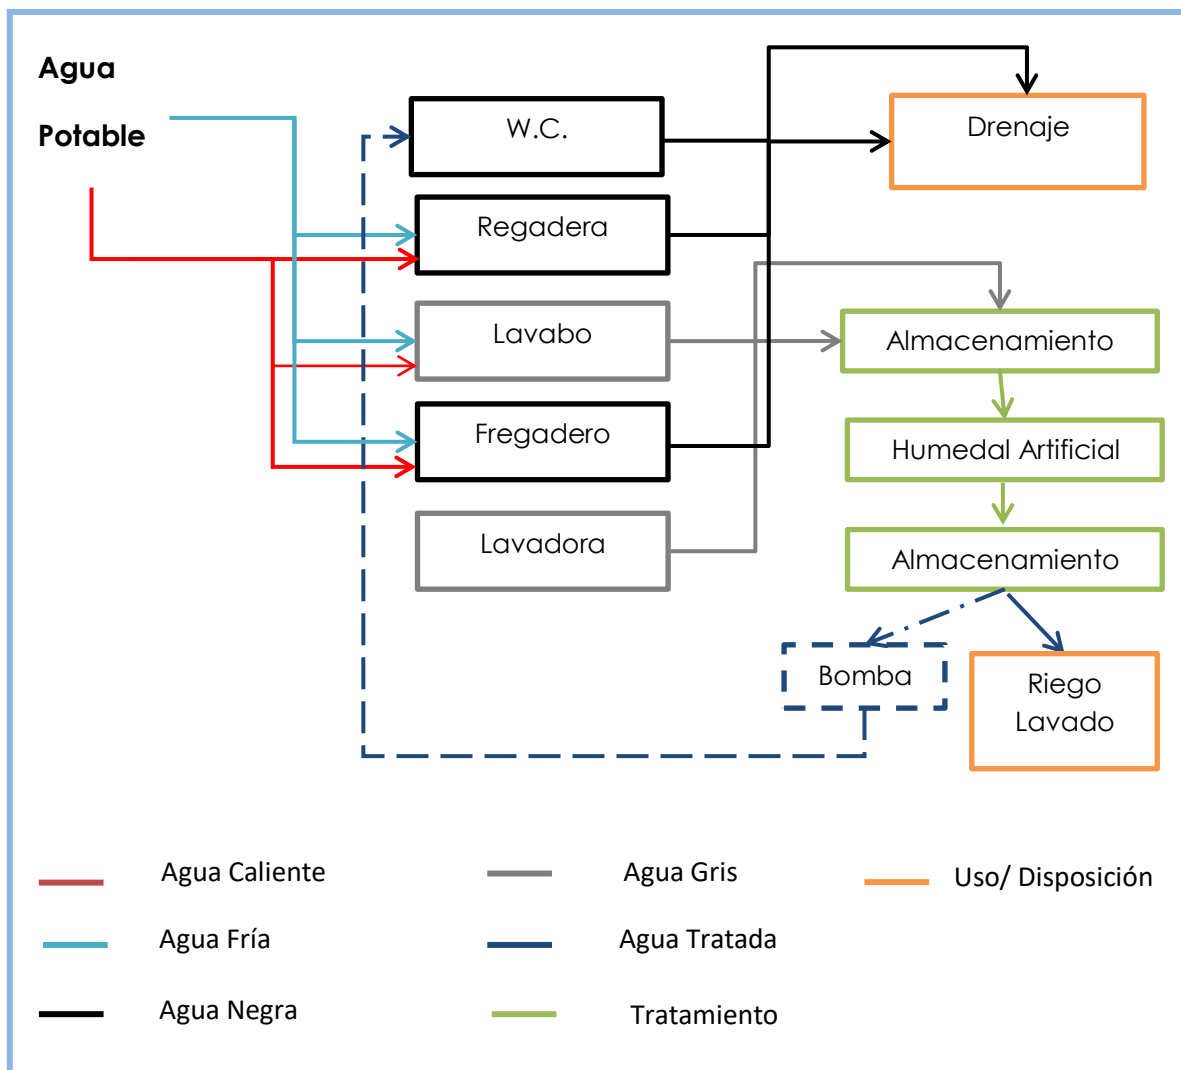 Agua
Potable
W.C.
Regadera
Lavabo
Fregadero
Lavadora
Drenaje
Almacenamiento
Humedal Artificial
Almacenamiento
Bomba
Riego
Lavado
Agua Caliente
Agua Gris
Uso/ Disposición
Agua Fría
Agua Tratada
Agua Negra
Tratamiento